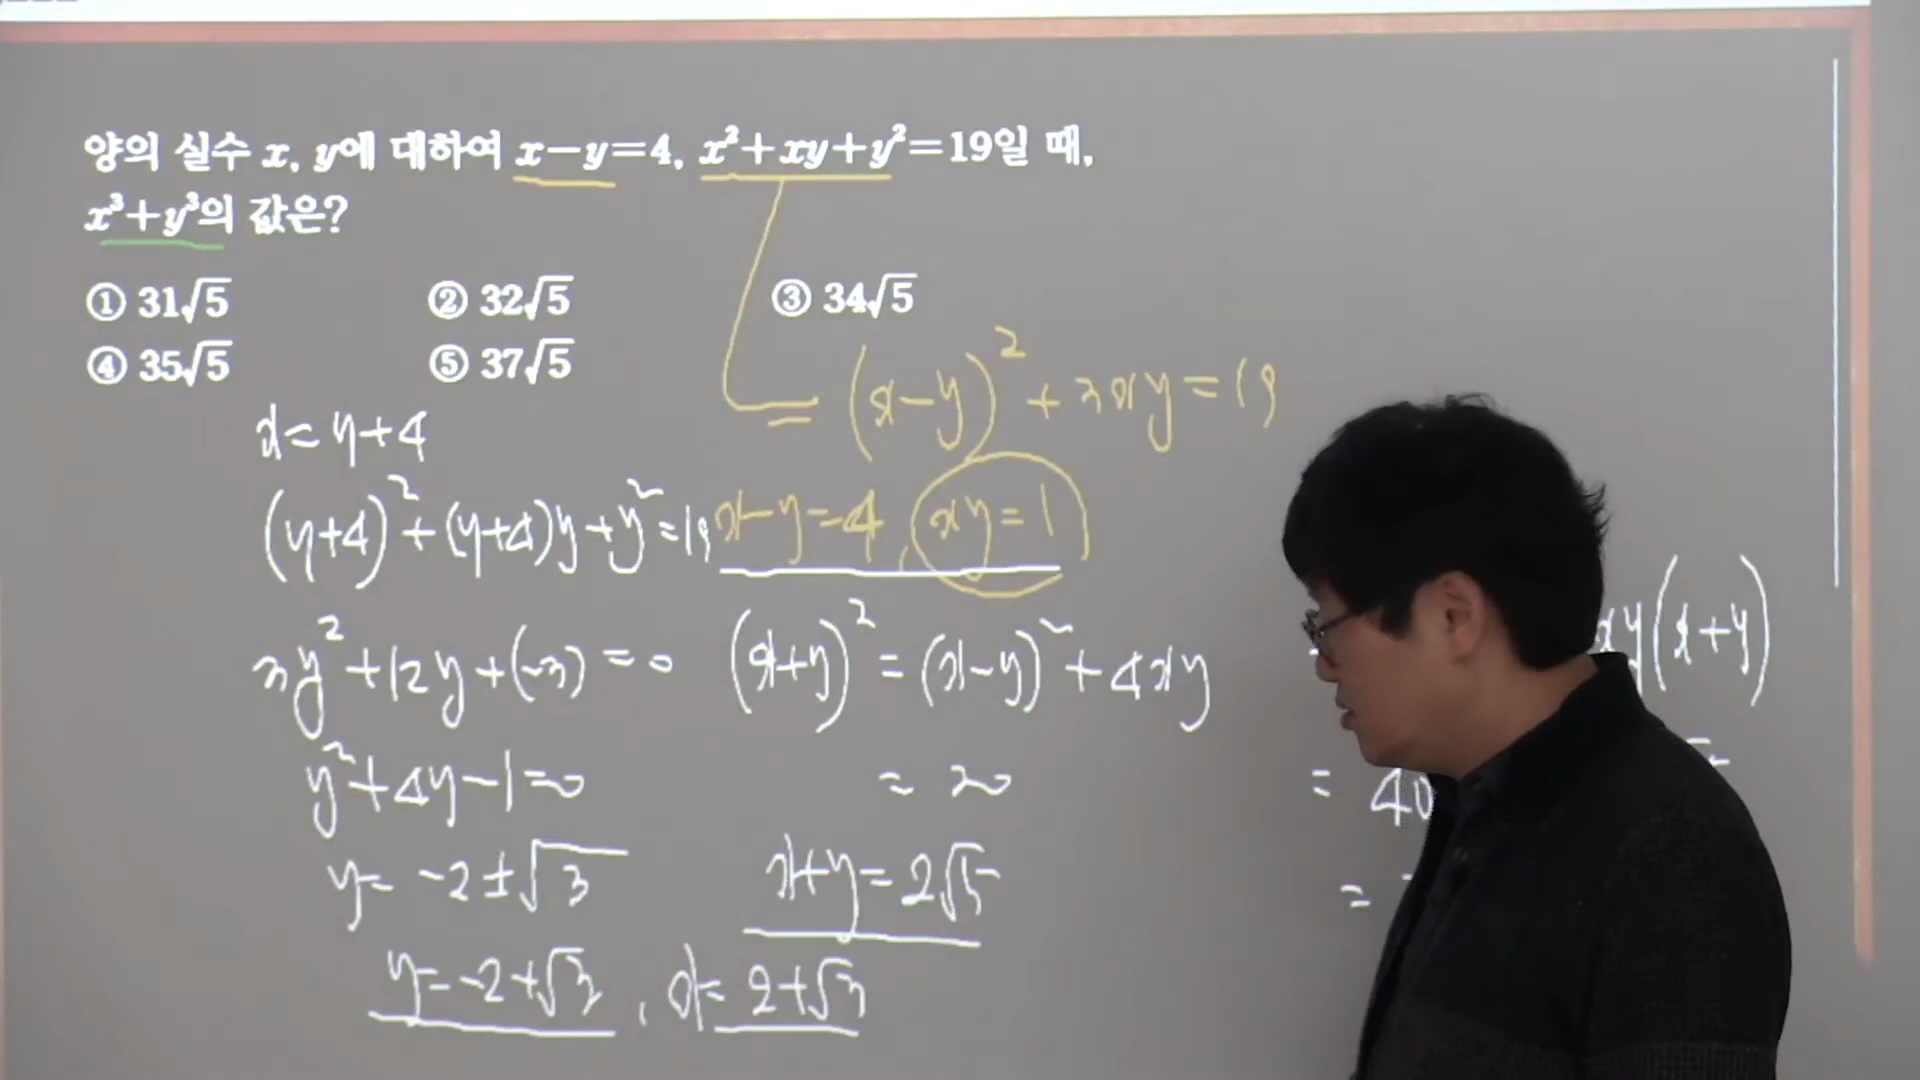 양의 실수 x, y에 대하여 x−y=4, x²+xy+y²=19일 때,
x³+y³의 값은?
① 31√5 ② 32√5 ③ 34√5
④ 35√5 ⑤ 37√5
= (x−y)² + 3xy = 19
x = y+4
(y+4)² + (y+4)y + y² = 19
x−y=4, xy=1
3y² + 12y + (−3) = 0
(x+y)² = (x−y)² + 4xy
xy(x+y)
y² + 4y − 1 = 0
= 20
= 40
y = −2 ± √3
x+y = 2√5
=
y = −2+√3, x = 2+√3